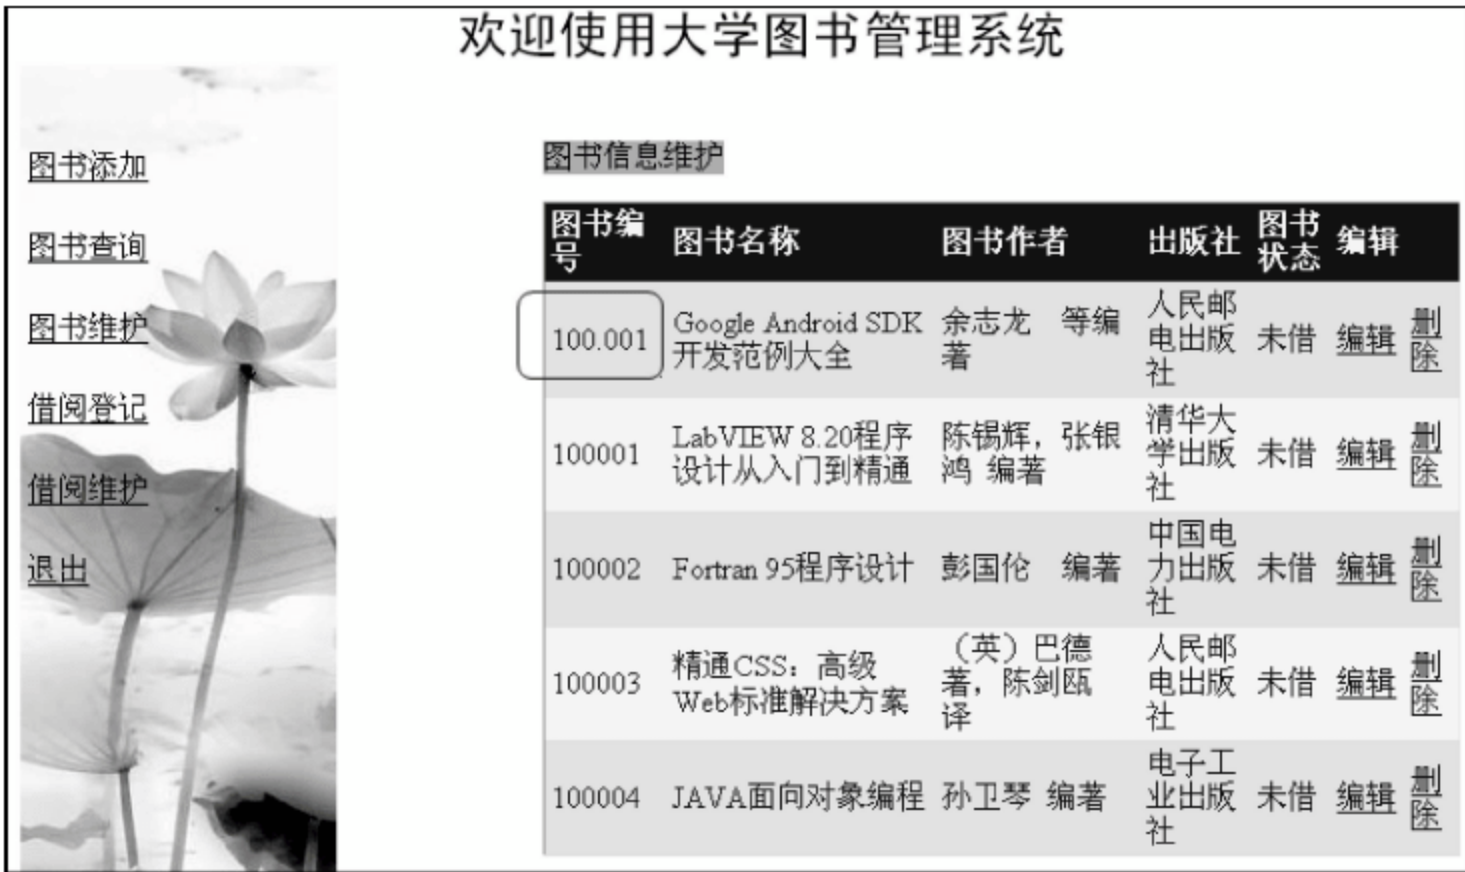 欢迎使用大学图书管理系统
图书添加
图书查询
图书维护
借阅登记
借阅维护
退出
图书信息维护
图书编
号
图书名称
图书作者
出版社
图书
状态
编辑
100.001
Google Android SDK
开发范例大全
余志龙 等编
著
人民邮
电出版
社
未借
编辑
删
除
100001
LabVIEW 8.20程序
设计从入门到精通
陈锡辉，张银
鸿 编著
清华大
学出版
社
未借
编辑
删
除
100002
Fortran 95程序设计
彭国伦 编著
中国电
力出版
社
未借
编辑
删
除
100003
精通CSS：高级
Web标准解决方案
（英）巴德
著，陈剑瓯
译
人民邮
电出版
社
未借
编辑
删
除
100004
JAVA面向对象编程
孙卫琴 编著
电子工
业出版
社
未借
编辑
删
除